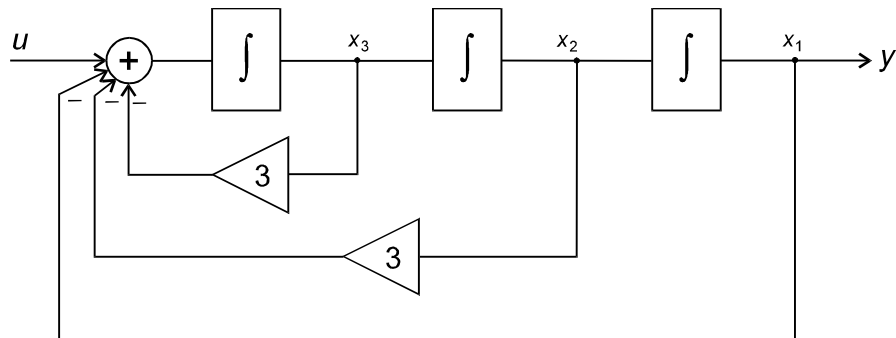 u + ∫ x₃ ∫ x₂ ∫ x₁ y
− − −
3
3